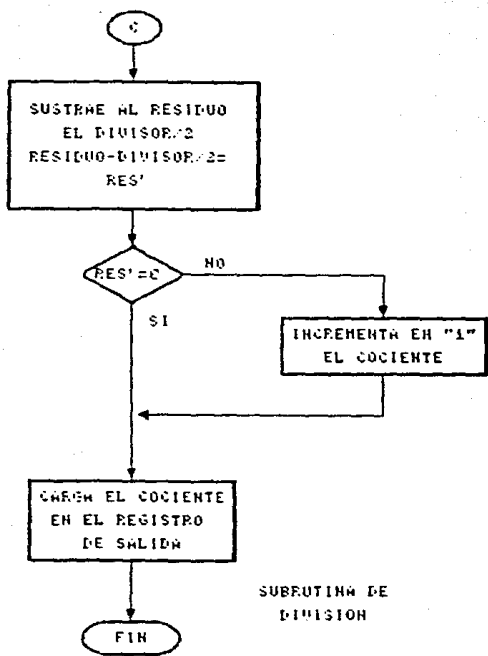 C
SUSTRAE AL RESIDUO
EL DIVISOR/2
RESIDUO-DIVISOR/2=
RES'
RES'=0
NO
SI
INCREMENTA EN "1"
EL COCIENTE
CARGA EL COCIENTE
EN EL REGISTRO
DE SALIDA
SUBRUTINA DE
DIVISION
FIN